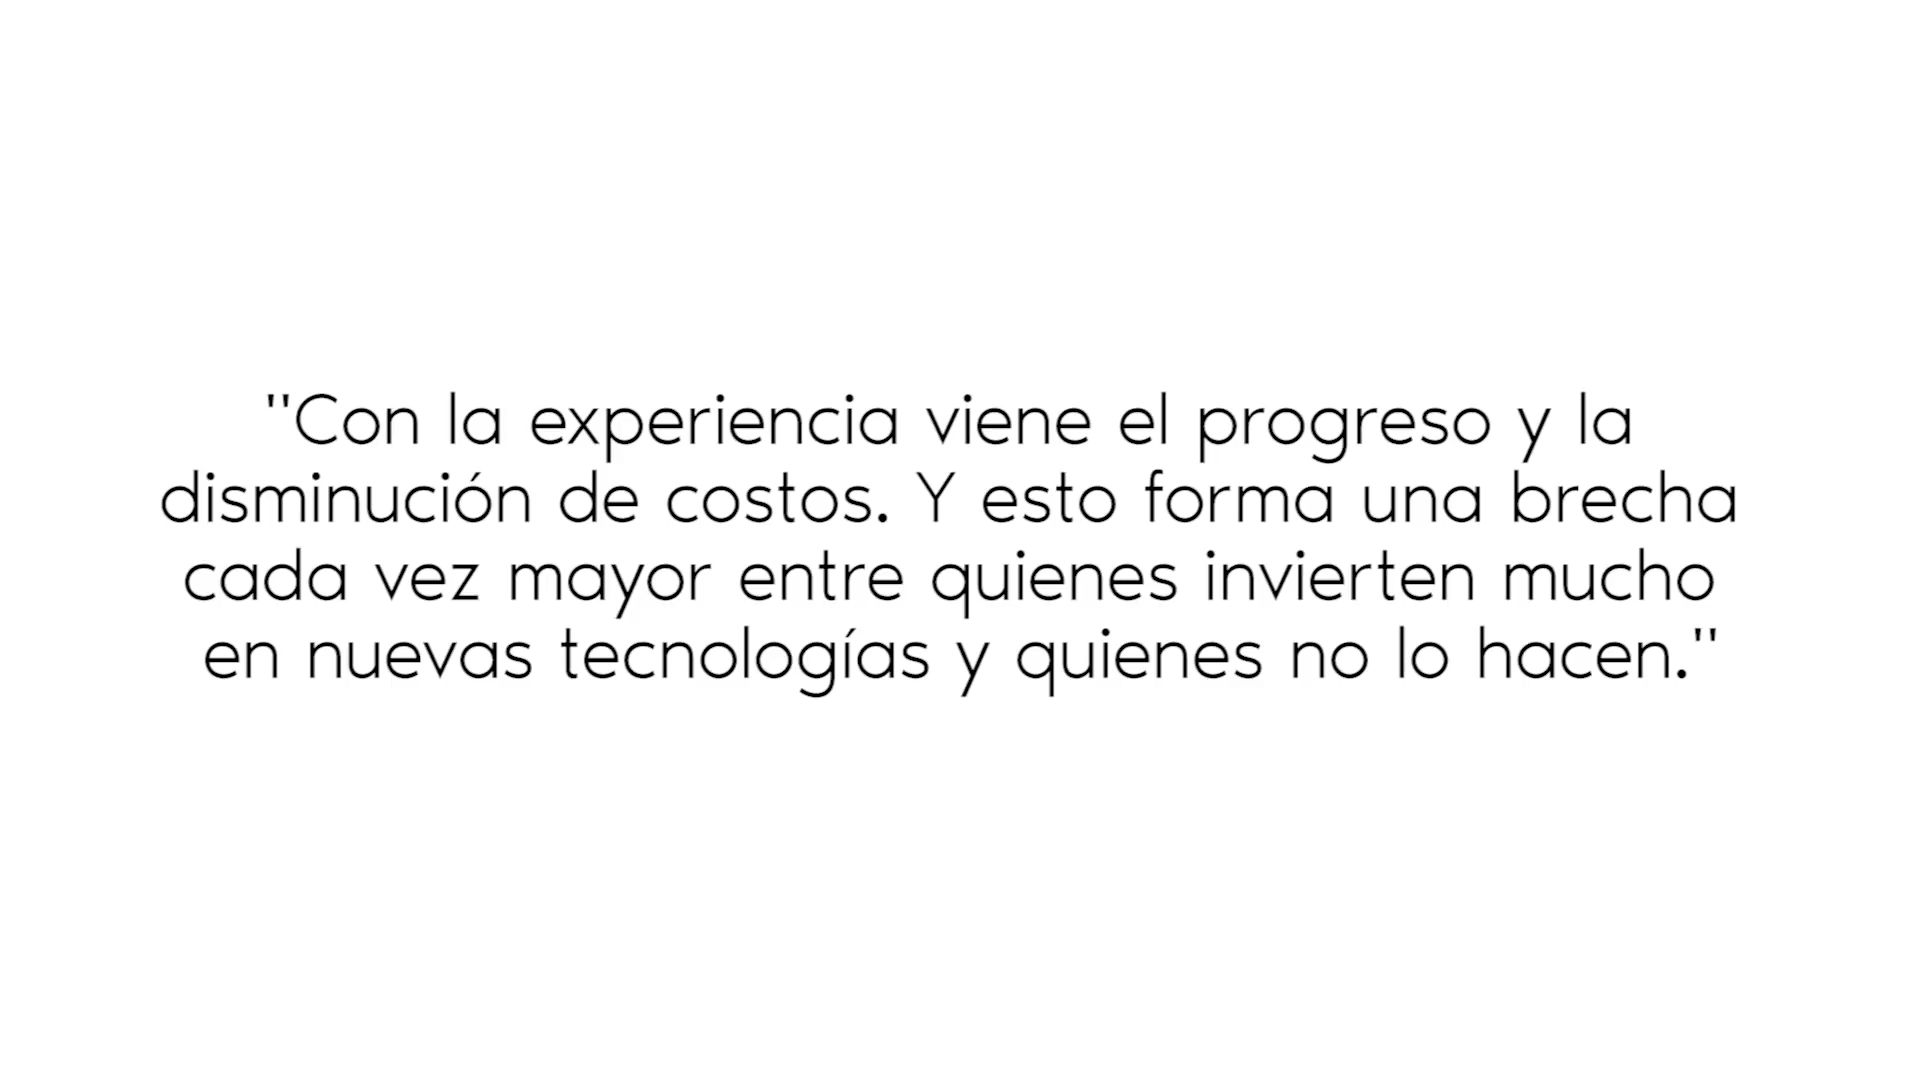 "Con la experiencia viene el progreso y la
disminución de costos. Y esto forma una brecha
cada vez mayor entre quienes invierten mucho
en nuevas tecnologías y quienes no lo hacen."